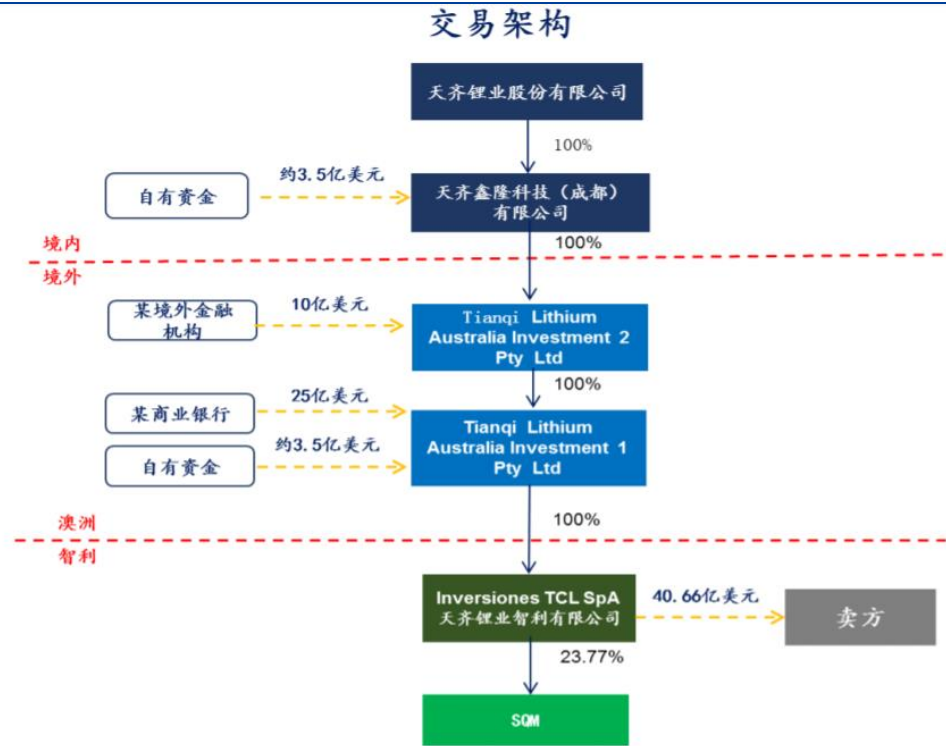 交易架构
天齐锂业股份有限公司
100%
自有资金
约3.5亿美元
天齐鑫隆科技（成都）
有限公司
境内
100%
境外
某境外金融
机构
10亿美元
Tianqi Lithium
Australia Investment 2
Pty Ltd
100%
某商业银行
25亿美元
Tianqi Lithium
Australia Investment 1
Pty Ltd
约3.5亿美元
自有资金
澳洲
100%
智利
Inversiones TCL SpA
天齐锂业智利有限公司
40.66亿美元
卖方
23.77%
SQM